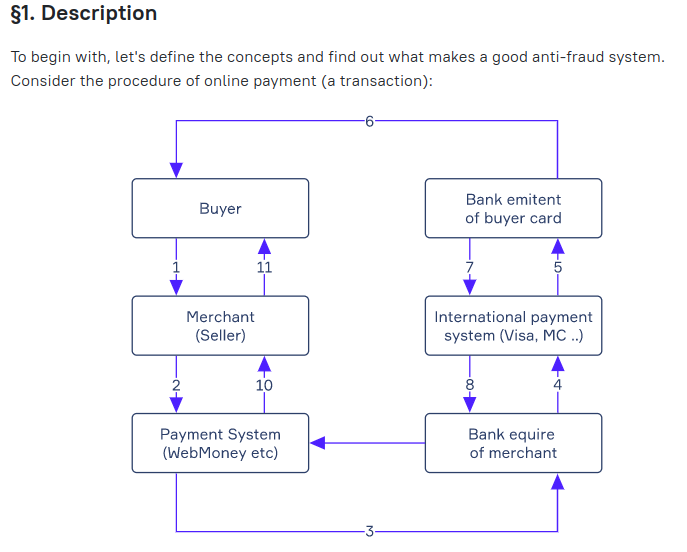 §1. Description
To begin with, let's define the concepts and find out what makes a good anti-fraud system.
Consider the procedure of online payment (a transaction):
6
Buyer
Bank emitent
of buyer card
1
11
7
5
Merchant
(Seller)
International payment
system (Visa, MC ..)
2
10
8
4
Payment System
(WebMoney etc)
Bank equire
of merchant
3